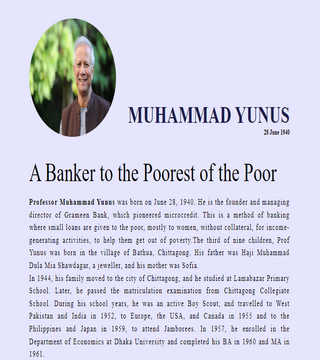 MUHAMMAD YUNUS
28 June 1940
A Banker to the Poorest of the Poor
Professor Muhammad Yunus was born on June 28, 1940. He is the founder and managing
director of Grameen Bank, which pioneered microcredit. This is a method of banking
where small loans are given to the poor, mostly to women, without collateral, for income-
generating activities, to help them get out of poverty.The third of nine children, Prof
Yunus was born in the village of Bathua, Chittagong. His father was Haji Muhammad
Dula Mia Shawdagar, a jeweller, and his mother was Sofia.
In 1944, his family moved to the city of Chittagong, and he studied at Lamabazar Primary
School. Later, he passed the matriculation examination from Chittagong Collegiate
School. During his school years, he was an active Boy Scout, and travelled to West
Pakistan and India in 1952, to Europe, the USA, and Canada in 1955 and to the
Philippines and Japan in 1959, to attend Jamborees. In 1957, he enrolled in the
Department of Economics at Dhaka University and completed his BA in 1960 and MA in
1961.